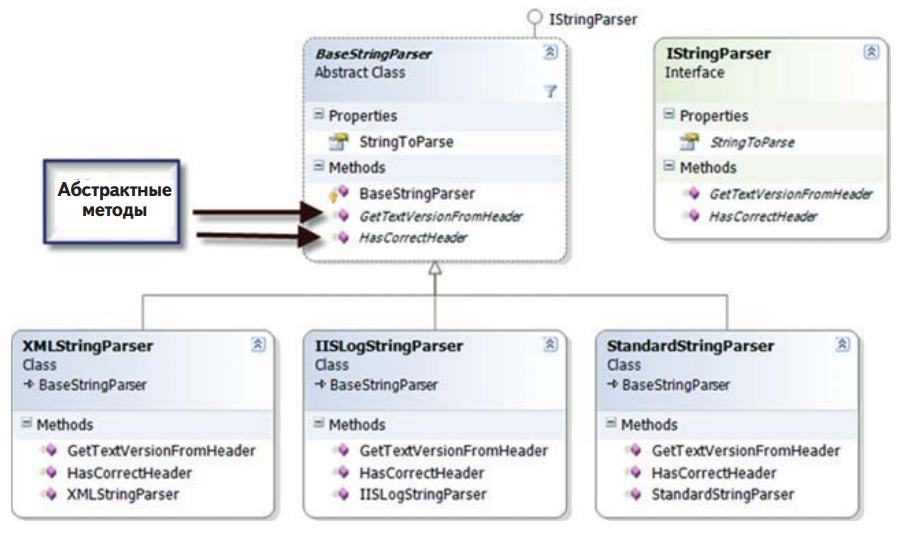 IStringParser
BaseStringParser
Abstract Class
Properties
StringToParse
Methods
BaseStringParser
GetTextVersionFromHeader
HasCorrectHeader
IStringParser
Interface
Properties
StringToParse
Methods
GetTextVersionFromHeader
HasCorrectHeader
Абстрактные
методы
XMLStringParser
Class
BaseStringParser
Methods
GetTextVersionFromHeader
HasCorrectHeader
XMLStringParser
IISLogStringParser
Class
BaseStringParser
Methods
GetTextVersionFromHeader
HasCorrectHeader
IISLogStringParser
StandardStringParser
Class
BaseStringParser
Methods
GetTextVersionFromHeader
HasCorrectHeader
StandardStringParser